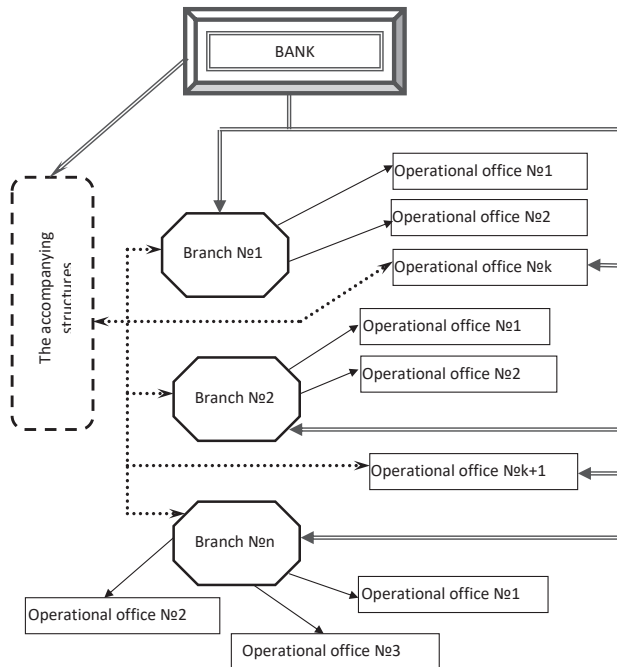 BANK
Operational office №1
Operational office №2
Branch №1
Operational office №k
The accompanying
structures
Operational office №1
Operational office №2
Branch №2
Operational office №k+1
Branch №n
Operational office №1
Operational office №2
Operational office №3